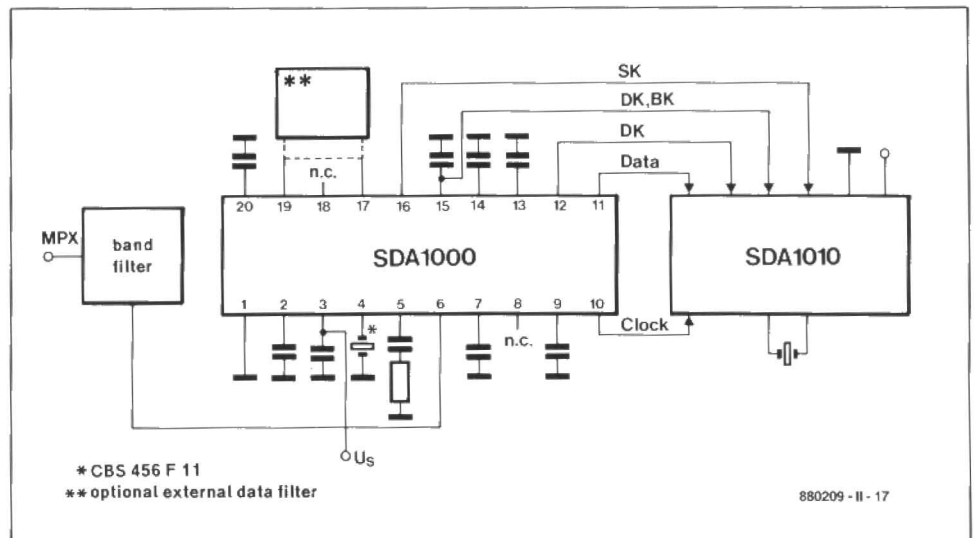 **
SK
DK,BK
DK
Data
n.c.
20 19 18 17 16 15 14 13 12 11
MPX
band
filter
SDA1000
SDA1010
1 2 3 4 5 6 7 8 9 10
*
n.c.
Clock
Us
* CBS 456 F 11
** optional external data filter
880209 - II - 17